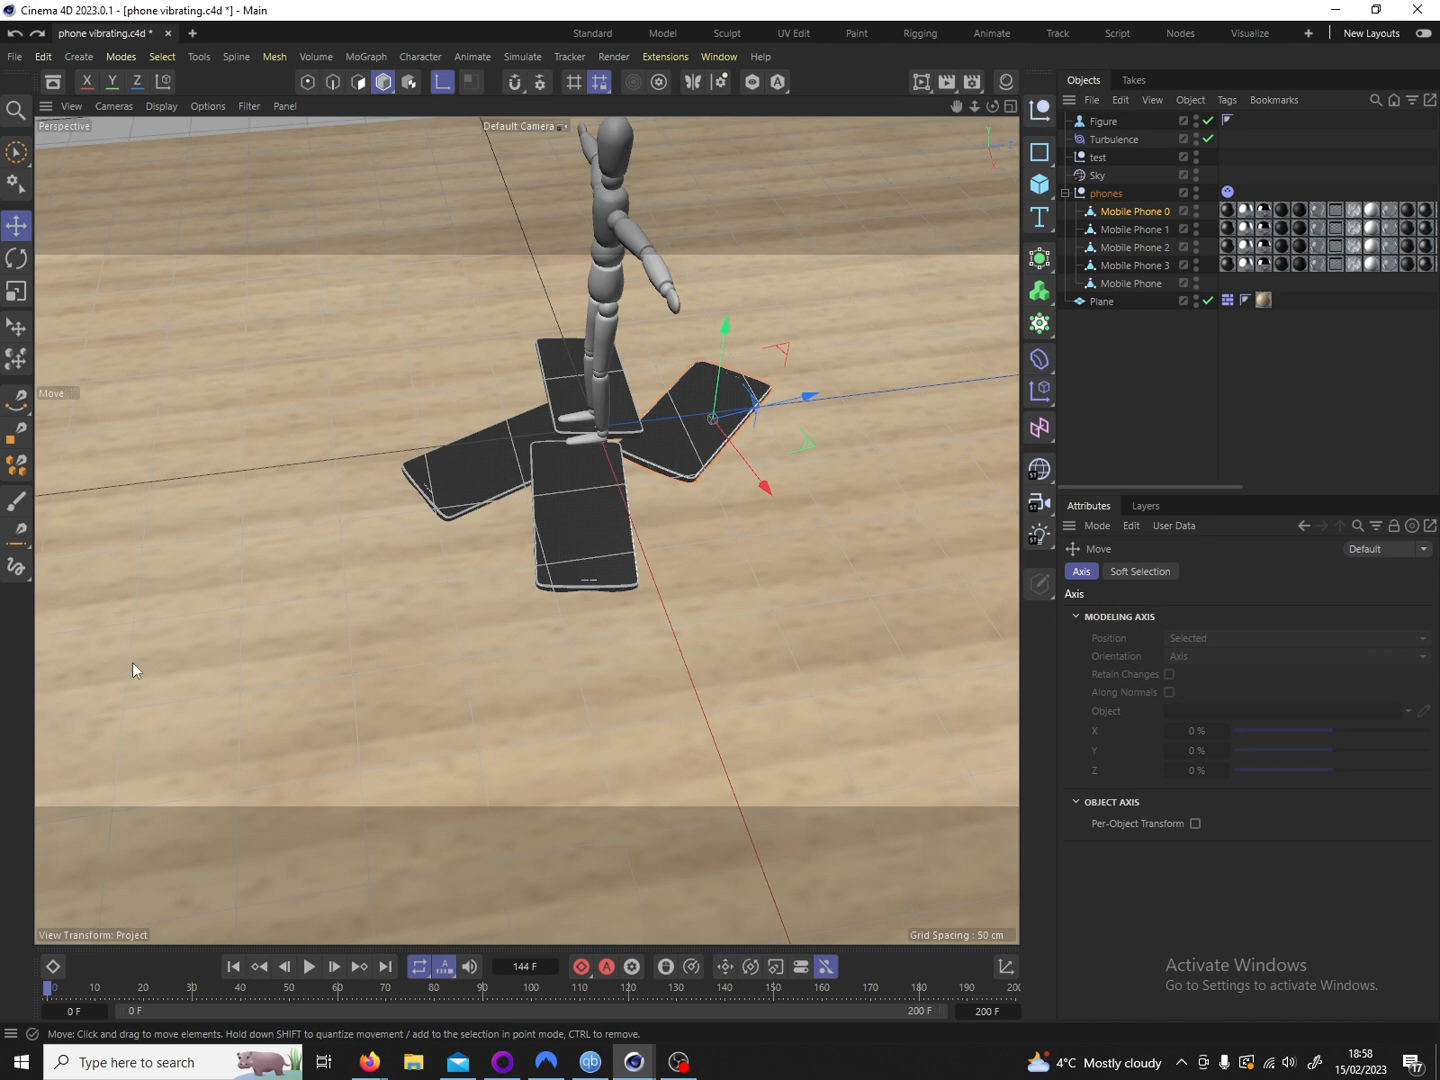 Cinema 4D 2023.0.1 - [phone vibrating.c4d *] - Main
phone vibrating.c4d *
Standard Model Sculpt UV Edit Paint Rigging Animate Track Script Nodes Visualize New Layouts
File Edit Create Modes Select Tools Spline Mesh Volume MoGraph Character Animate Simulate Tracker Render Extensions Window Help
X Y Z
Objects Takes
View Cameras Display Options Filter Panel
File Edit View Object Tags Bookmarks
Perspective
Default Camera
Figure
Turbulence
test
Sky
phones
Mobile Phone 0
Mobile Phone 1
Mobile Phone 2
Mobile Phone 3
Mobile Phone
Plane
Move
Attributes Layers
Mode Edit User Data
Move
Default
Axis Soft Selection
Axis
MODELING AXIS
Position Selected
Orientation Axis
Retain Changes
Along Normals
Object
X 0 %
Y 0 %
Z 0 %
OBJECT AXIS
Per-Object Transform
View Transform: Project
Grid Spacing : 50 cm
144 F
0 10 20 30 40 50 60 70 80 90 100 110 120 130 140 150 160 170 180 190 200
0 F 0 F 200 F 200 F
Activate Windows
Go to Settings to activate Windows.
Move: Click and drag to move elements. Hold down SHIFT to quantize movement / add to the selection in point mode, CTRL to remove.
Type here to search
4°C Mostly cloudy
18:58
15/02/2023
17